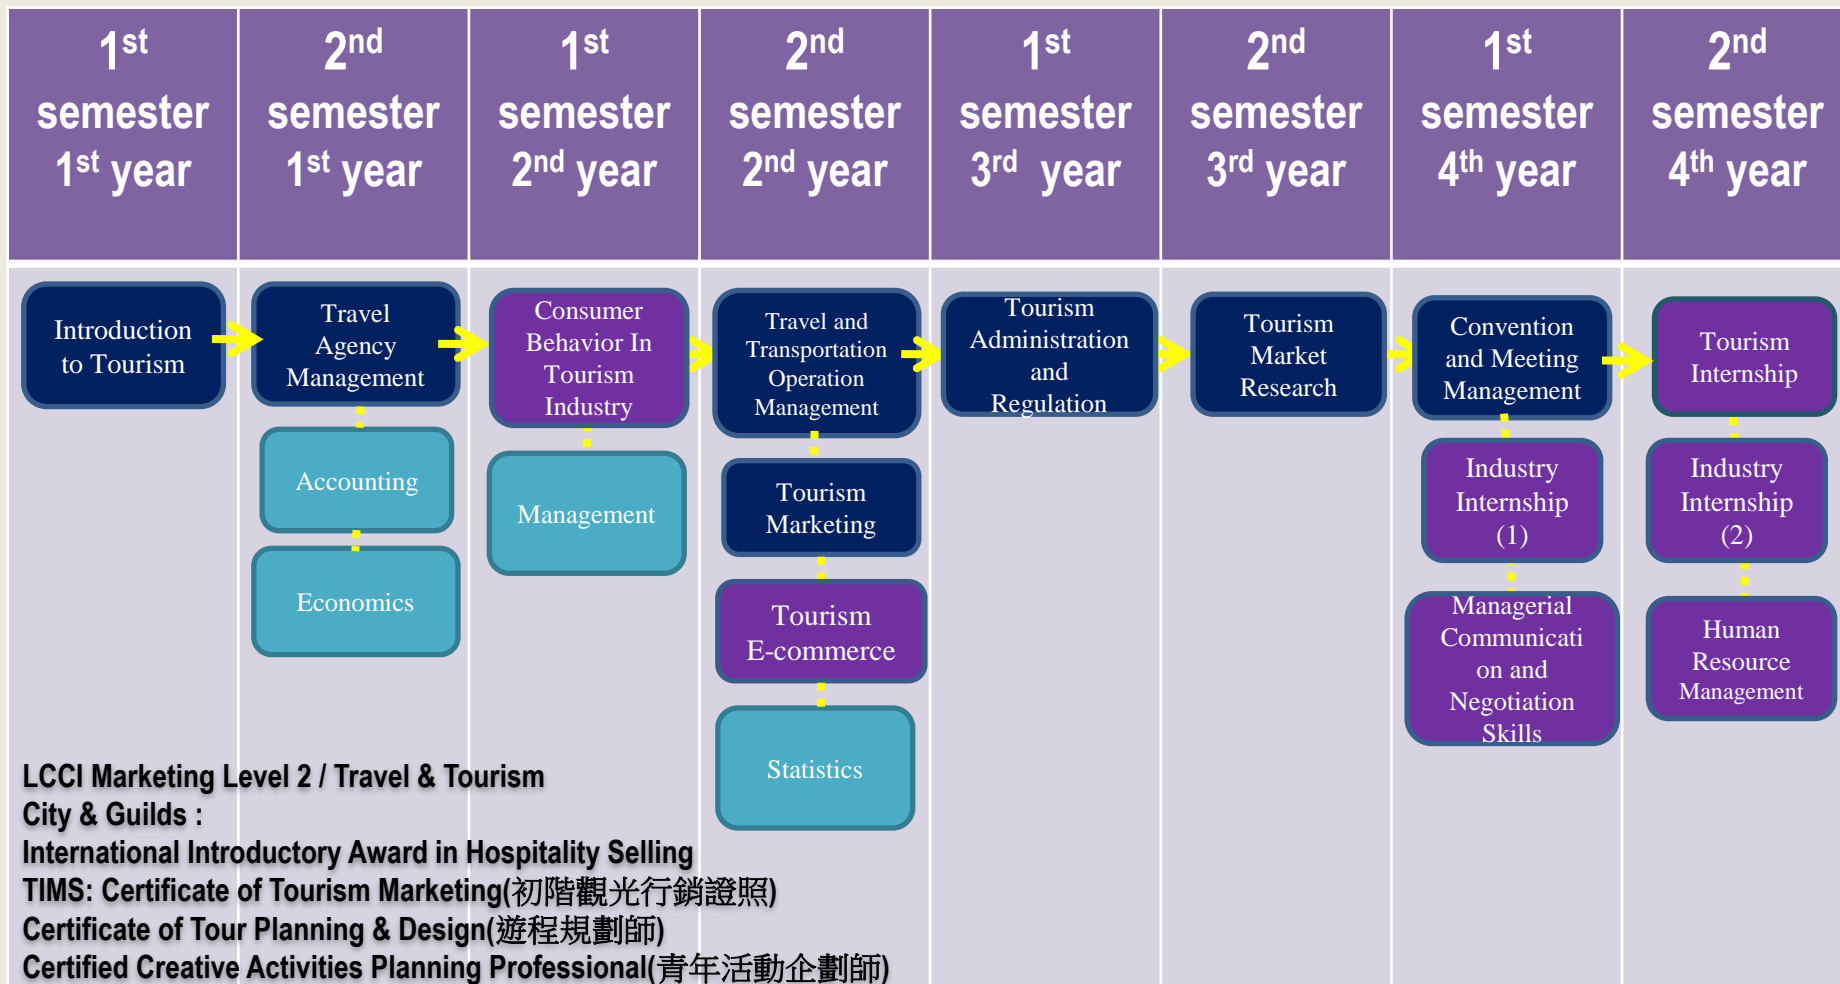 1st
semester
1st year
2nd
semester
1st year
1st
semester
2nd year
2nd
semester
2nd year
1st
semester
3rd year
2nd
semester
3rd year
1st
semester
4th year
2nd
semester
4th year
Introduction
to Tourism
Travel
Agency
Management
Accounting
Economics
Consumer
Behavior In
Tourism
Industry
Management
Travel and
Transportation
Operation
Management
Tourism
Marketing
Tourism
E-commerce
Statistics
Tourism
Administration
and
Regulation
Tourism
Market
Research
Convention
and Meeting
Management
Industry
Internship
(1)
Managerial
Communicati
on and
Negotiation
Skills
Tourism
Internship
Industry
Internship
(2)
Human
Resource
Management
LCCI Marketing Level 2 / Travel & Tourism
City & Guilds :
International Introductory Award in Hospitality Selling
TIMS: Certificate of Tourism Marketing(初階觀光行銷證照)
Certificate of Tour Planning & Design(遊程規劃師)
Certified Creative Activities Planning Professional(青年活動企劃師)